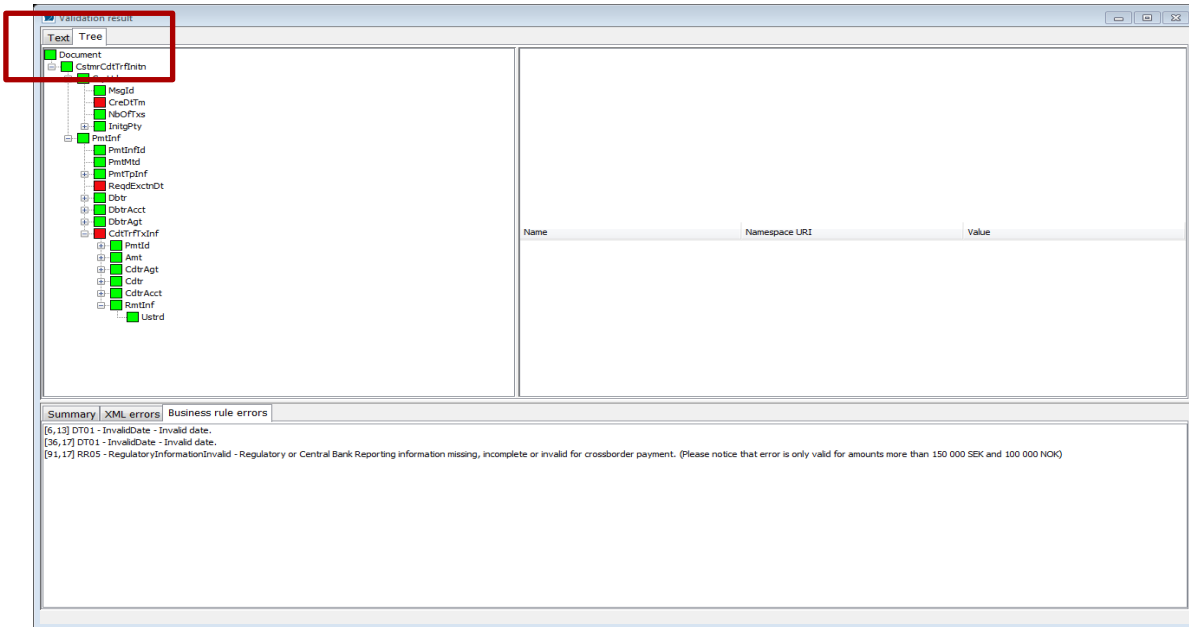 Validation result
Text Tree
Document
CstmrCdtTrfInitn
MsgId
CreDtTm
NbOfTxs
InitgPty
PmtInf
PmtInfId
PmtMtd
PmtTpInf
ReqdExctnDt
Dbtr
DbtrAcct
DbtrAgt
CdtTrfTxInf
PmtId
Amt
CdtrAgt
Cdtr
CdtrAcct
RmtInf
Ustrd
Name Namespace URI Value
Summary XML errors Business rule errors
[6,13] DT01 - InvalidDate - Invalid date.
[36,17] DT01 - InvalidDate - Invalid date.
[91,17] RR05 - RegulatoryInformationInvalid - Regulatory or Central Bank Reporting information missing, incomplete or invalid for crossborder payment. (Please notice that error is only valid for amounts more than 150 000 SEK and 100 000 NOK)